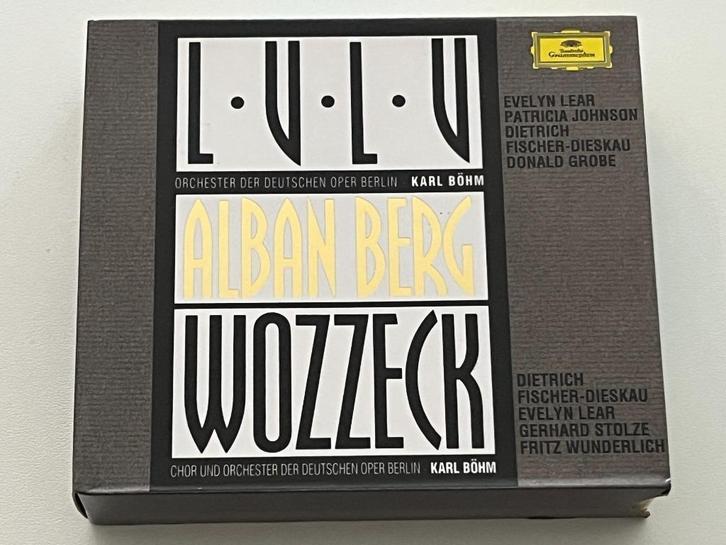 L·U·L·U
ORCHESTER DER DEUTSCHEN OPER BERLIN · KARL BÖHM
ALBAN BERG
WOZZECK
CHOR UND ORCHESTER DER DEUTSCHEN OPER BERLIN · KARL BÖHM
Deutsche
Grammophon
EVELYN LEAR
PATRICIA JOHNSON
DIETRICH
FISCHER-DIESKAU
DONALD GROBE
DIETRICH
FISCHER-DIESKAU
EVELYN LEAR
GERHARD STOLZE
FRITZ WUNDERLICH